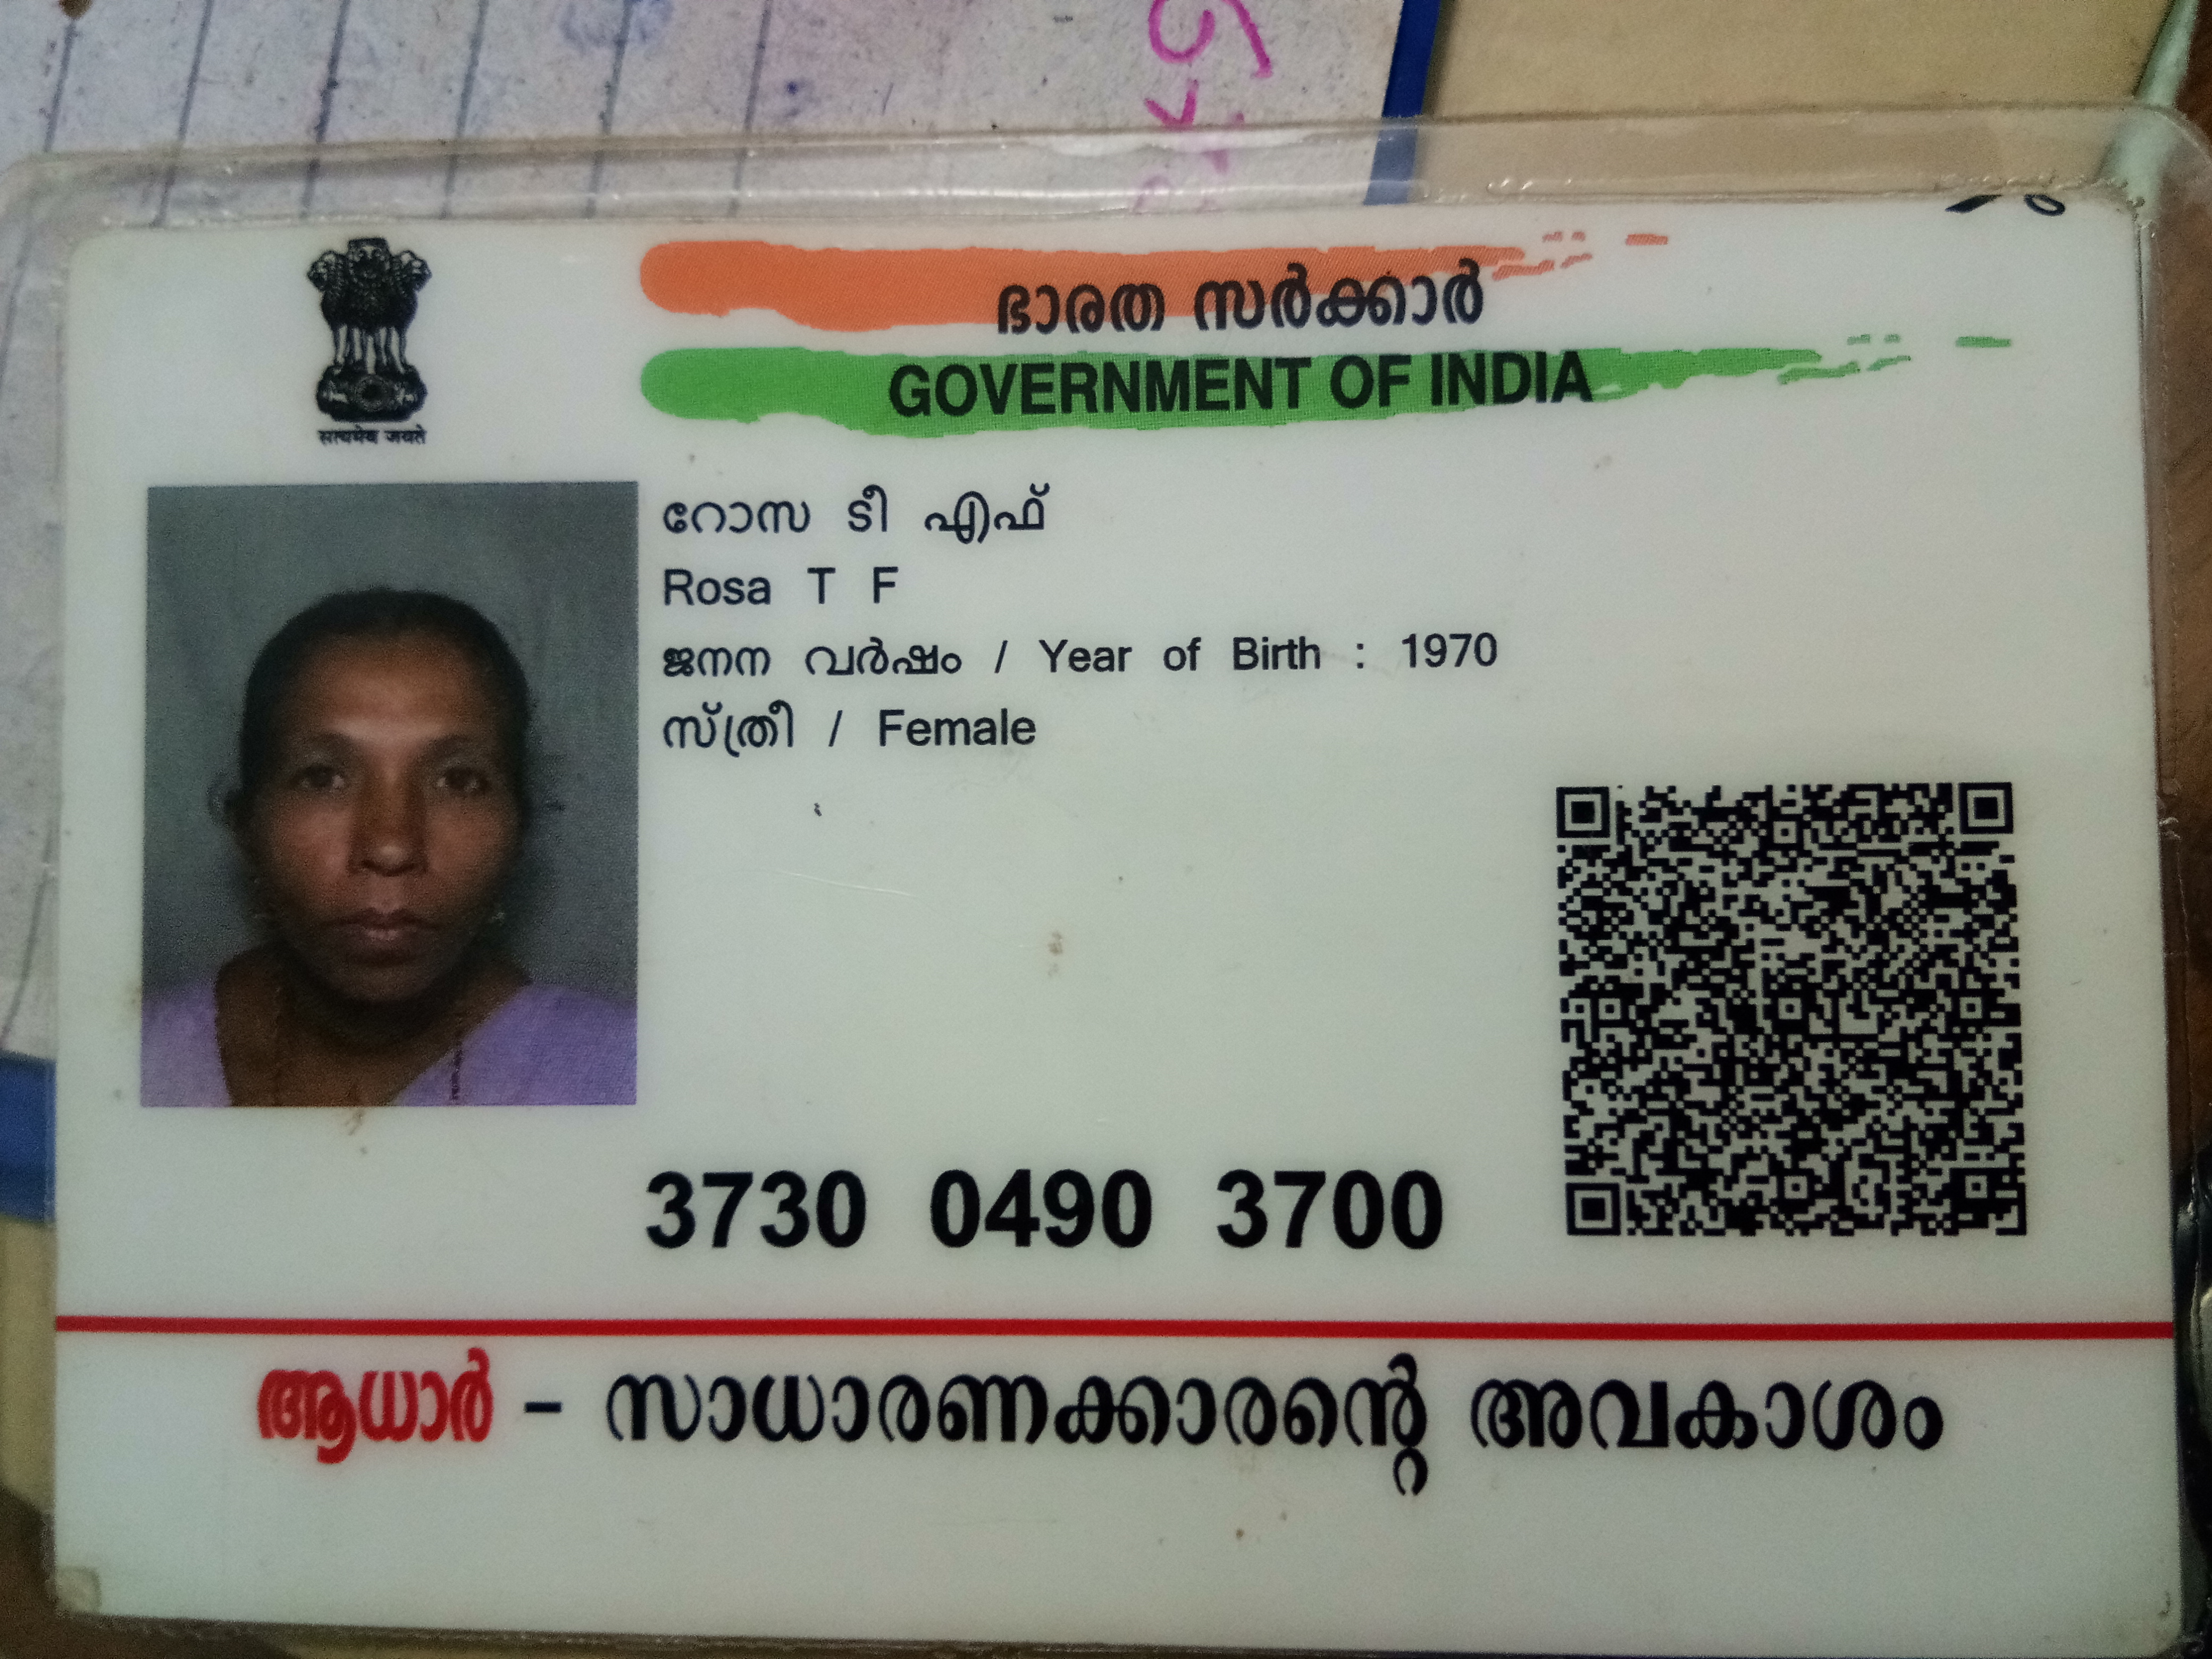 ഭാരത സർക്കാർ
GOVERNMENT OF INDIA
सत्यमेव जयते
റോസ ടീ എഫ്
Rosa T F
ജനന വർഷം / Year of Birth : 1970
സ്ത്രീ / Female
3730 0490 3700
ആധാർ - സാധാരണക്കാരന്റെ അവകാശം